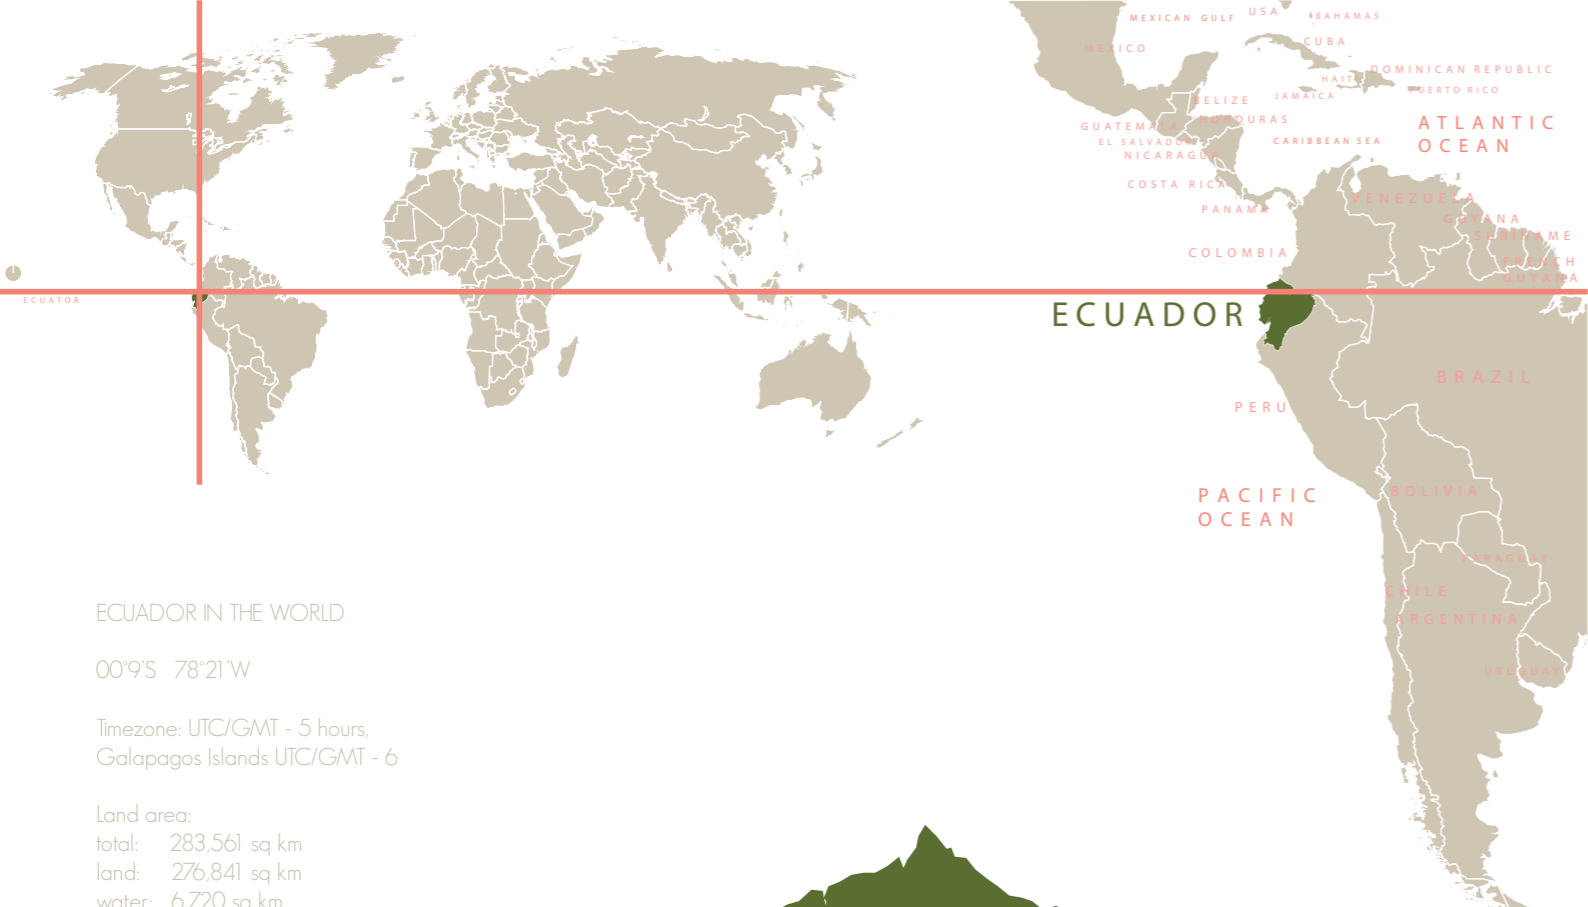 MEXICAN GULF
USA
BAHAMAS
MEXICO
CUBA
DOMINICAN REPUBLIC
HAITI
PUERTO RICO
JAMAICA
BELIZE
HONDURAS
GUATEMALA
EL SALVADOR
NICARAGUA
CARIBBEAN SEA
ATLANTIC
OCEAN
COSTA RICA
PANAMA
VENEZUELA
GUYANA
SURINAME
COLOMBIA
FRENCH
GUYANA
ECUATOR
ECUADOR
BRAZIL
PERU
PACIFIC
OCEAN
BOLIVIA
PARAGUAY
CHILE
ARGENTINA
URUGUAY
ECUADOR IN THE WORLD
00°9'S 78°21'W
Timezone: UTC/GMT - 5 hours,
Galapagos Islands UTC/GMT - 6
Land area:
total: 283,561 sq km
land: 276,841 sq km
water: 6,720 sq km